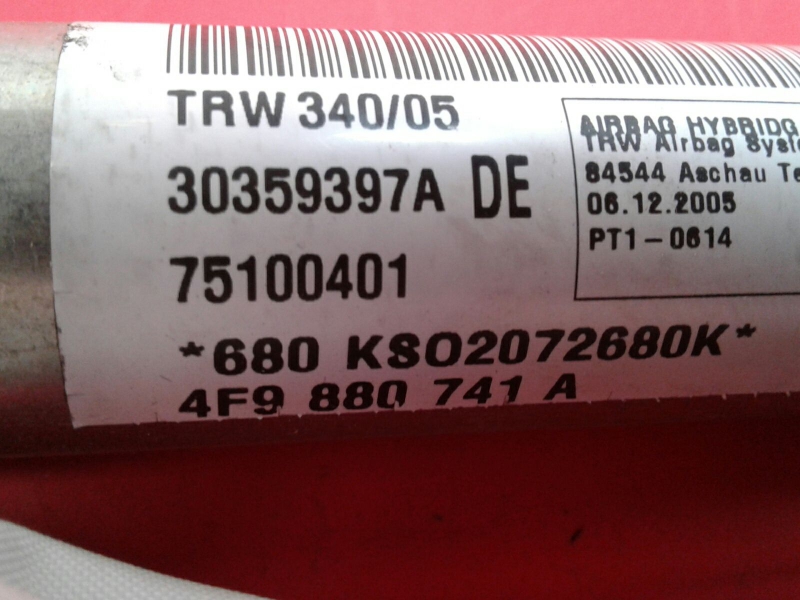 TRW 340/05
30359397A DE
75100401
*680 KSO2072680K*
4F9 880 741 A
AIRBAG HYBRIDG
TRW Airbag Syste
84544 Aschau Te
06.12.2005
PT1-0614